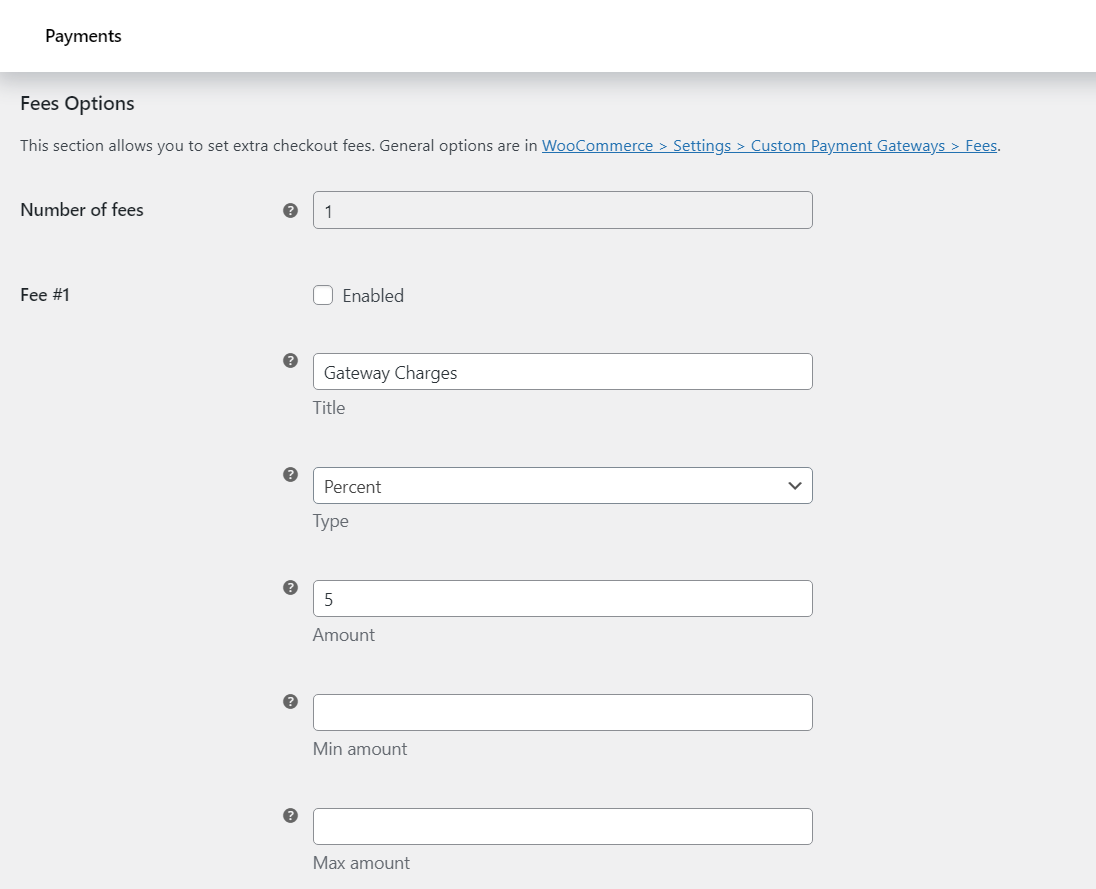 Payments
Fees Options
This section allows you to set extra checkout fees. General options are in WooCommerce > Settings > Custom Payment Gateways > Fees.
Number of fees
?
1
Fee #1
Enabled
?
Gateway Charges
Title
?
Percent
Type
?
5
Amount
?
Min amount
?
Max amount